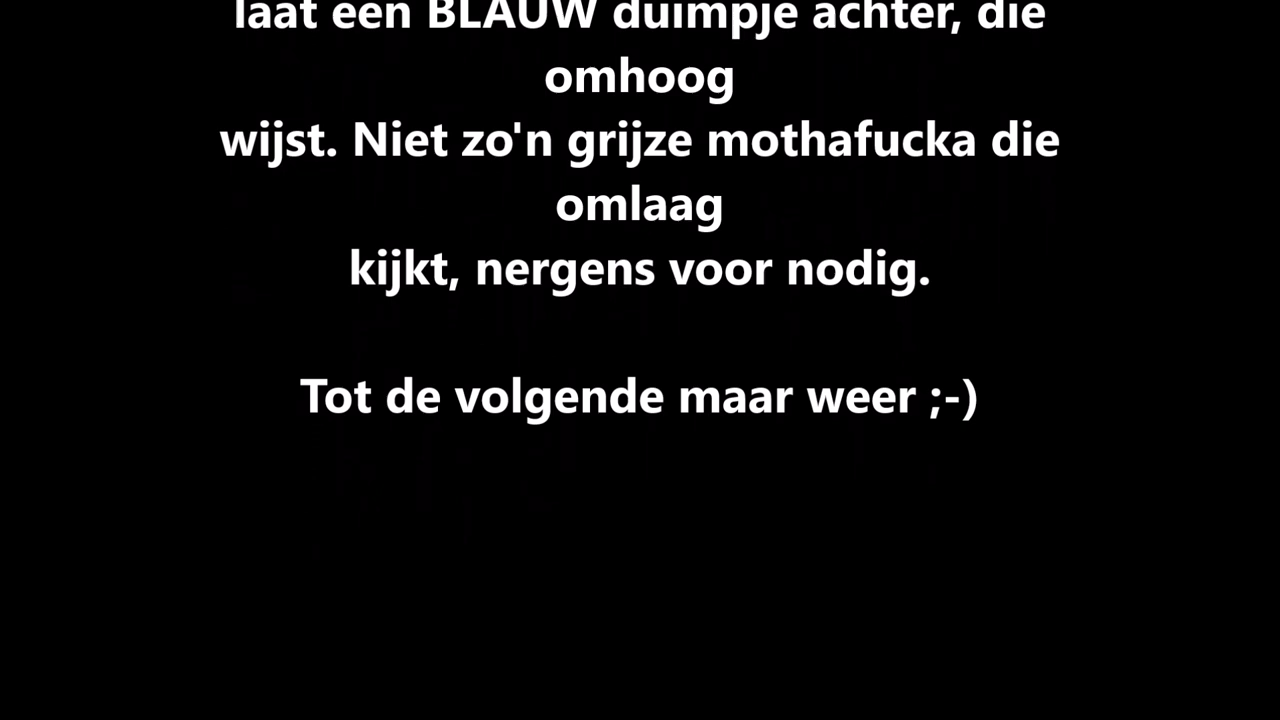 laat een BLAUW duimpje achter, die
omhoog
wijst. Niet zo'n grijze mothafucka die
omlaag
kijkt, nergens voor nodig.
Tot de volgende maar weer ;-)